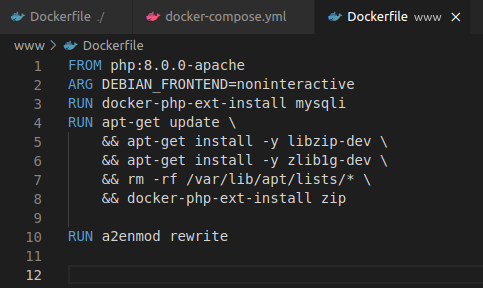 Dockerfile ./
docker-compose.yml
Dockerfile www
www > Dockerfile
1 FROM php:8.0.0-apache
2 ARG DEBIAN_FRONTEND=noninteractive
3 RUN docker-php-ext-install mysqli
4 RUN apt-get update \
5 && apt-get install -y libzip-dev \
6 && apt-get install -y zlib1g-dev \
7 && rm -rf /var/lib/apt/lists/* \
8 && docker-php-ext-install zip
9
10 RUN a2enmod rewrite
11
12